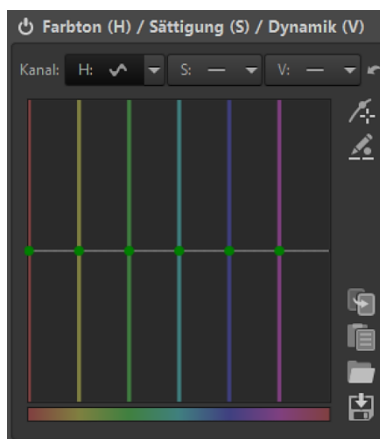 Farbton (H) / Sättigung (S) / Dynamik (V)
Kanal: H: S: — V: —